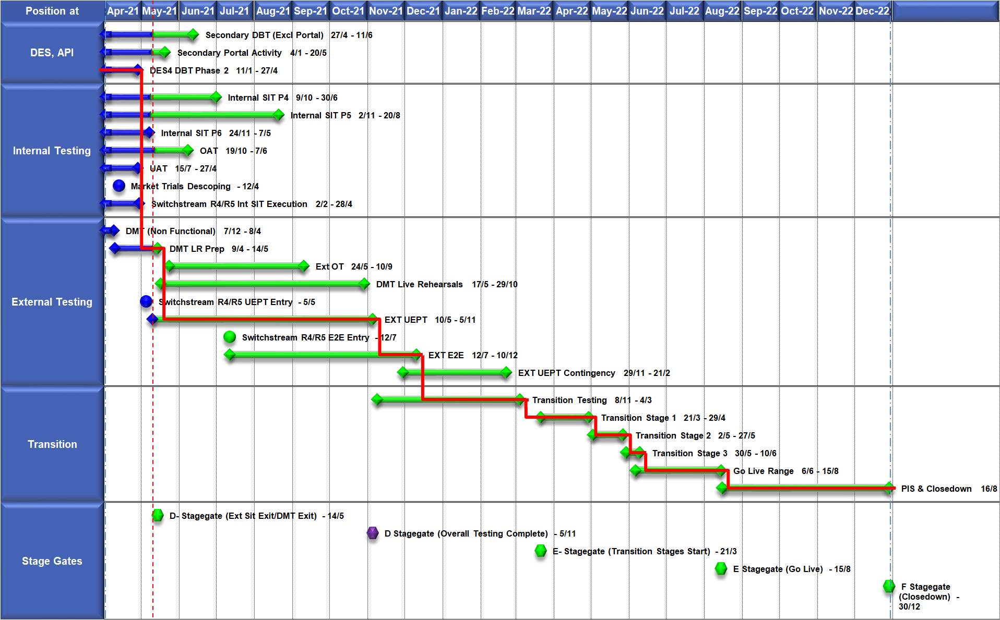 Position at
Apr-21 May-21 Jun-21 Jul-21 Aug-21 Sep-21 Oct-21 Nov-21 Dec-21 Jan-22 Feb-22 Mar-22 Apr-22 May-22 Jun-22 Jul-22 Aug-22 Sep-22 Oct-22 Nov-22 Dec-22
DES, API
Secondary DBT (Excl Portal) 27/4 - 11/6
Secondary Portal Activity 4/1 - 20/5
DES4 DBT Phase 2 11/1 - 27/4
Internal Testing
Internal SIT P4 9/10 - 30/6
Internal SIT P5 2/11 - 20/8
Internal SIT P6 24/11 - 7/5
OAT 19/10 - 7/6
UAT 15/7 - 27/4
Market Trials Descoping - 12/4
Switchstream R4/R5 Int SIT Execution 2/2 - 28/4
External Testing
DMT (Non Functional) 7/12 - 8/4
DMT LR Prep 9/4 - 14/5
Ext OT 24/5 - 10/9
DMT Live Rehearsals 17/5 - 29/10
Switchstream R4/R5 UEPT Entry - 5/5
EXT UEPT 10/5 - 5/11
Switchstream R4/R5 E2E Entry - 12/7
EXT E2E 12/7 - 10/12
EXT UEPT Contingency 29/11 - 21/2
Transition
Transition Testing 8/11 - 4/3
Transition Stage 1 21/3 - 29/4
Transition Stage 2 2/5 - 27/5
Transition Stage 3 30/5 - 10/6
Go Live Range 6/6 - 15/8
PIS & Closedown 16/8
Stage Gates
D- Stagegate (Ext Sit Exit/DMT Exit) - 14/5
D Stagegate (Overall Testing Complete) - 5/11
E- Stagegate (Transition Stages Start) - 21/3
E Stagegate (Go Live) - 15/8
F Stagegate
(Closedown) -
30/12